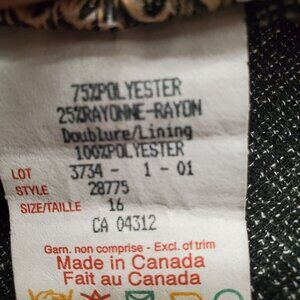 75%POLYESTER
25%RAYONNE-RAYON
Doublure/Lining
100%POLYESTER
LOT 3734 - 1 - 01
STYLE 28775
SIZE/TAILLE 16
CA 04312
Garn. non comprise - Excl. of trim
Made in Canada
Fait au Canada